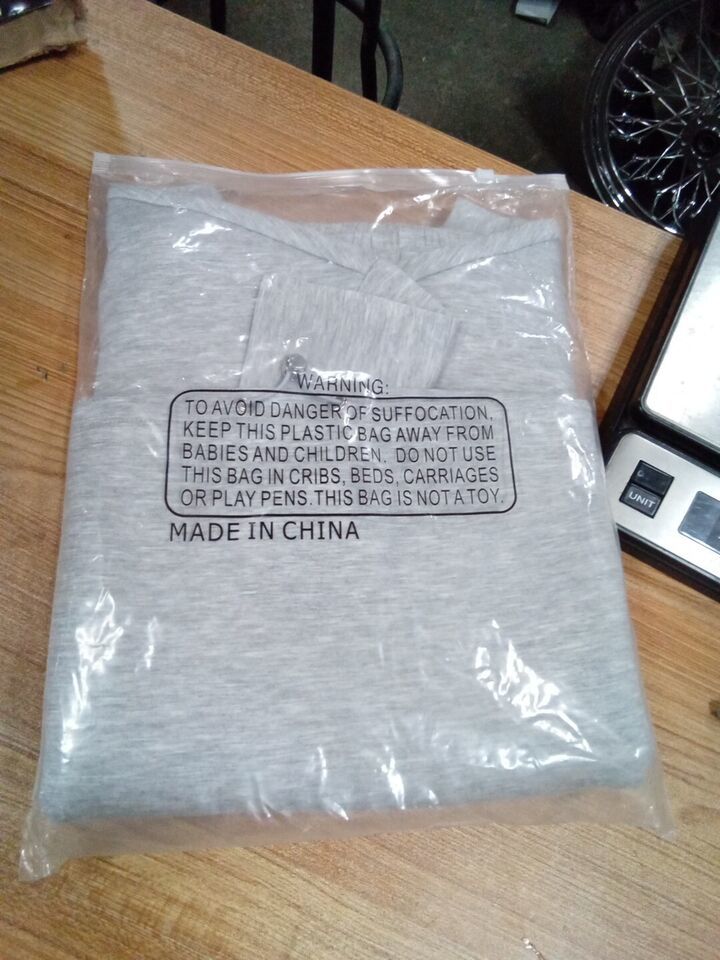 WARNING:
TO AVOID DANGER OF SUFFOCATION,
KEEP THIS PLASTIC BAG AWAY FROM
BABIES AND CHILDREN. DO NOT USE
THIS BAG IN CRIBS, BEDS, CARRIAGES
OR PLAY PENS.THIS BAG IS NOT A TOY.
MADE IN CHINA
UNIT